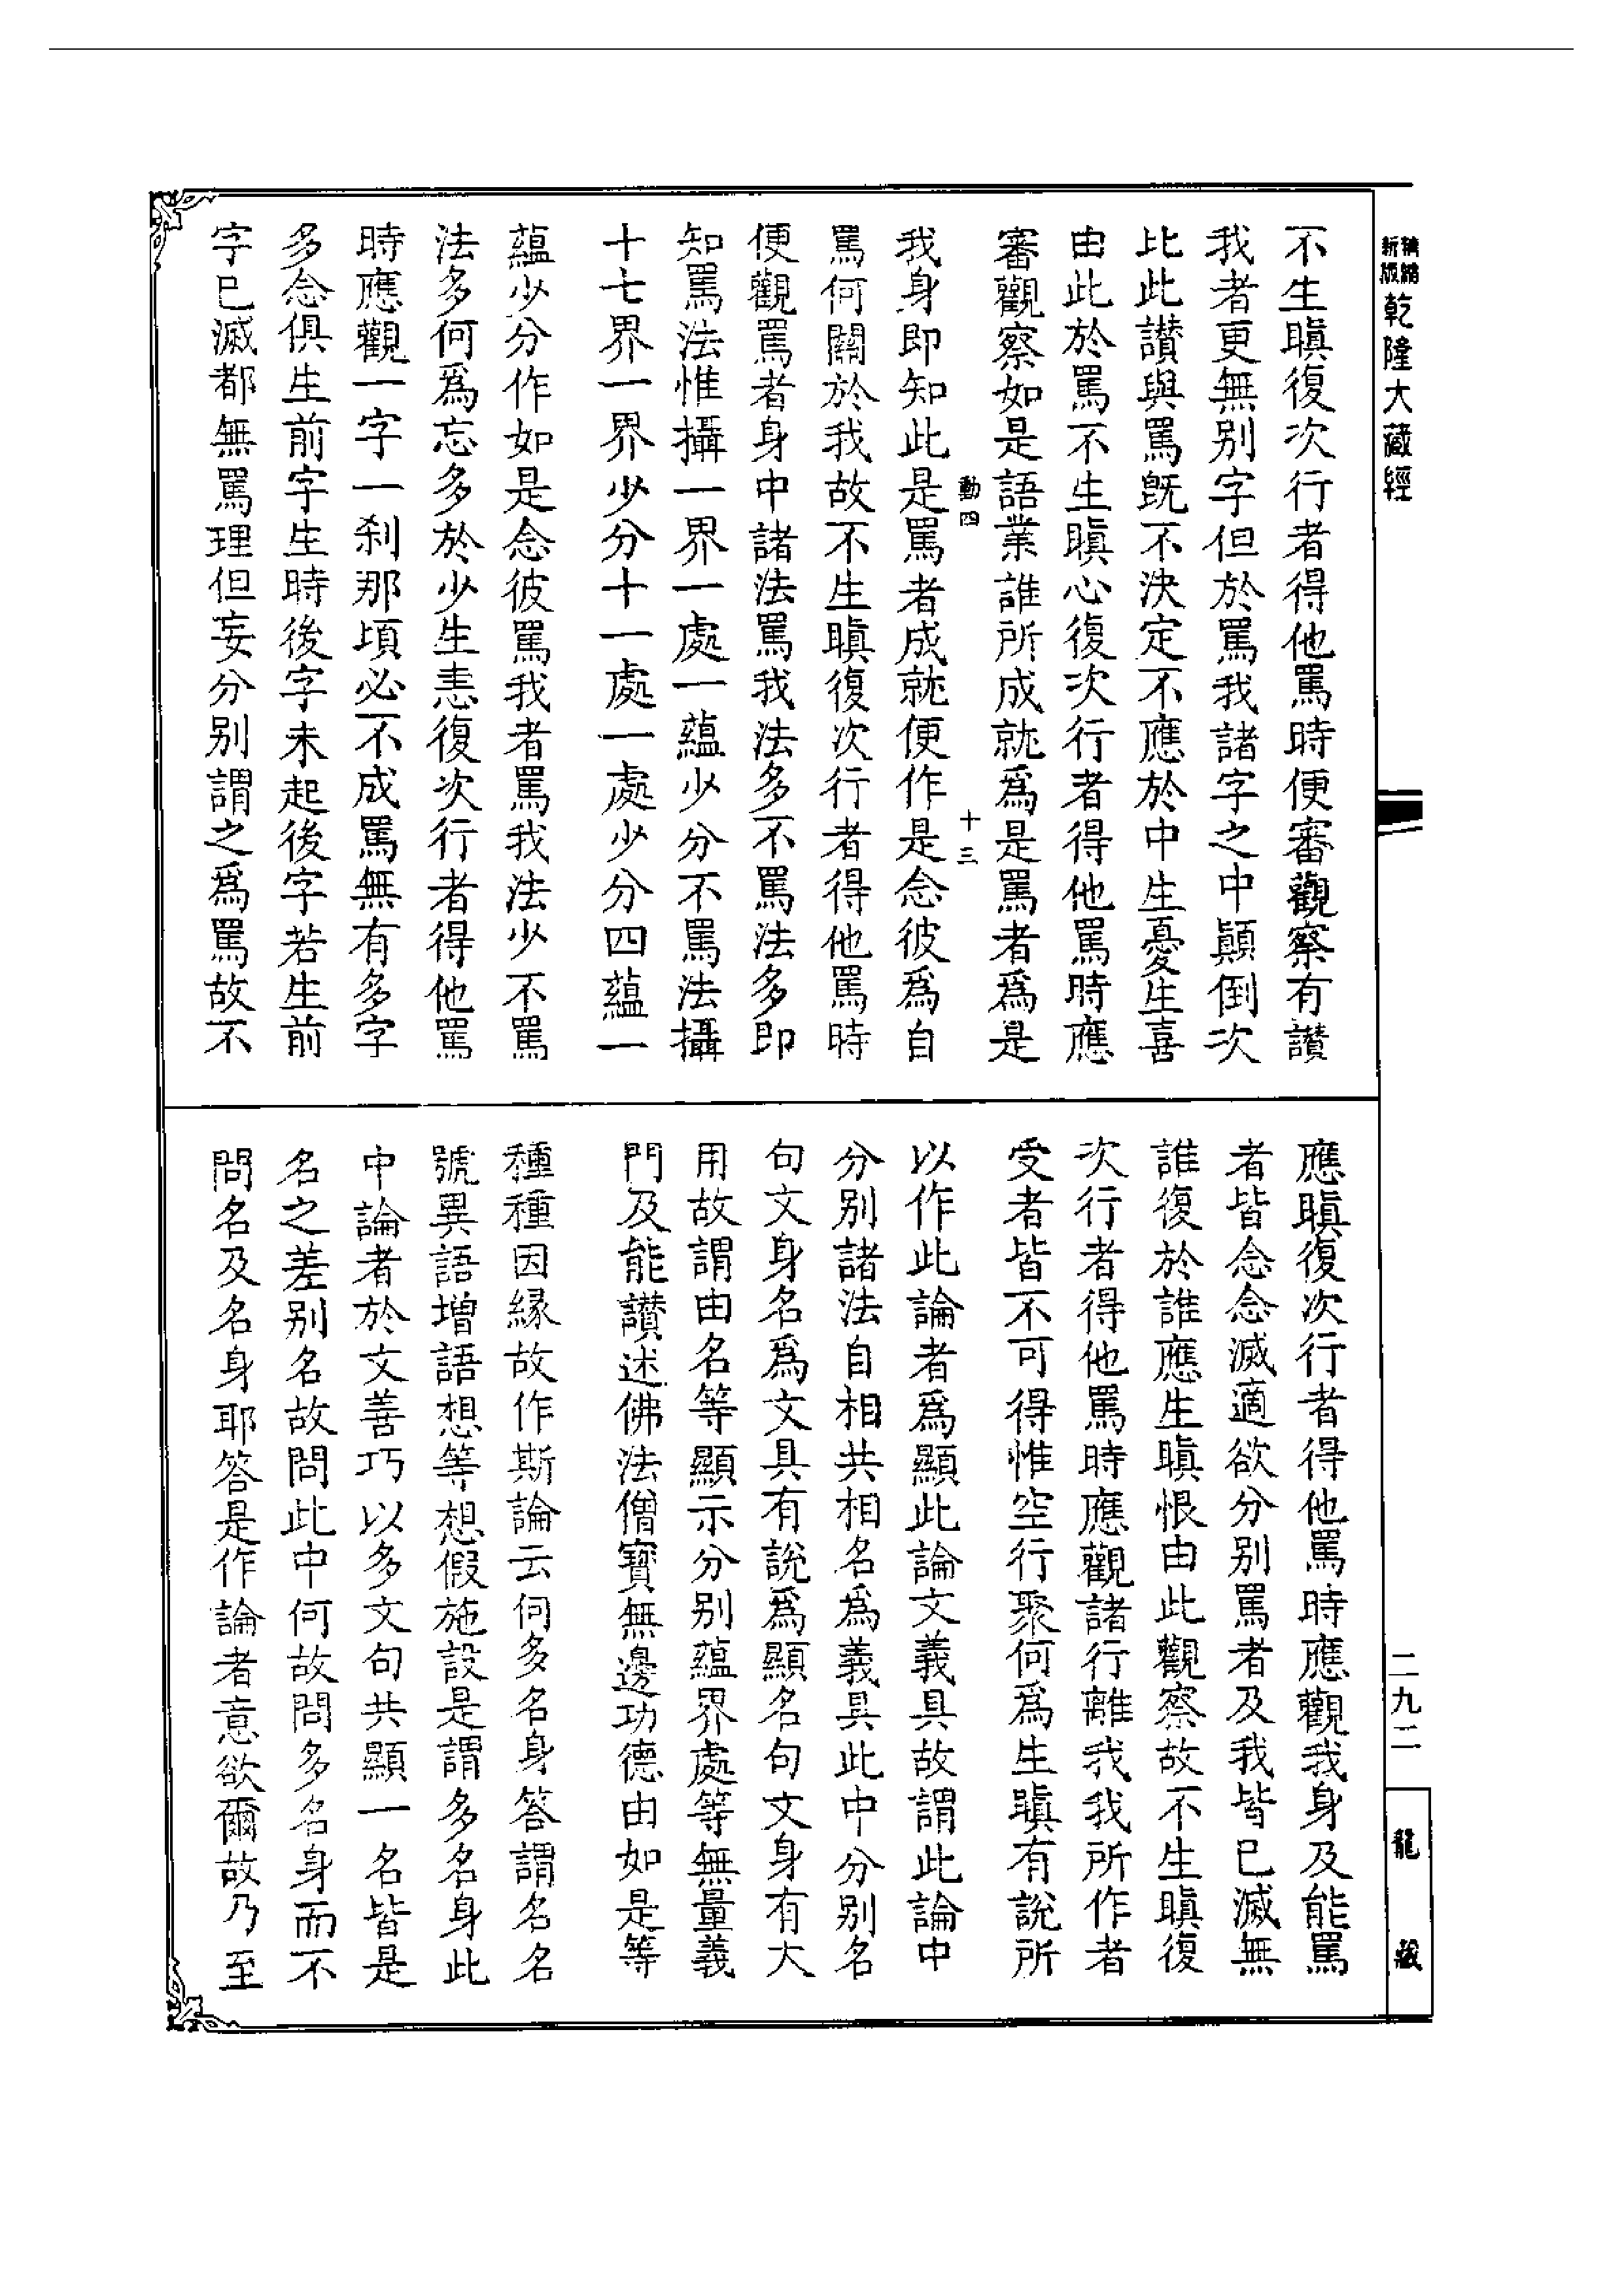 新版
精縮
乾隆大藏經
二九二
龍藏
不生瞋復次行者得他罵時便審觀察有讚
我者更無別字但於罵我諸字之中顛倒次
比此讚與罵既不決定不應於中生憂生喜
由此於罵不生瞋心復次行者得他罵時應
審觀察如是語業誰所成就爲是罵者爲是
動四 十三
我身即知此是罵者成就便作是念彼爲自
罵何關於我故不生瞋復次行者得他罵時
便觀罵者身中諸法罵我法多不罵法多即
知罵法惟攝一界一處一蘊少分不罵法攝
十七界一界少分十一處一處少分四蘊一
蘊少分作如是念彼罵我者罵我法少不罵
法多何爲忘多於少生恚復次行者得他罵
時應觀一字一刹那頃必不成罵無有多字
多念俱生前字生時後字未起後字若生前
字已滅都無罵理但妄分別謂之爲罵故不
應瞋復次行者得他罵時應觀我身及能罵
者皆念念滅適欲分別罵者及我皆已滅無
誰復於誰應生瞋恨由此觀察故不生瞋復
次行者得他罵時應觀諸行離我我所作者
受者皆不可得惟空行聚何爲生瞋有說所
以作此論者爲顯此論文義具故謂此論中
分別諸法自相共相名爲義具此中分別名
句文身名爲文具有說爲顯名句文身有大
用故謂由名等顯示分別蘊界處等無量義
門及能讚述佛法僧寶無邊功德由如是等
種種因緣故作斯論云何多名身答謂名名
號異語增語想等想假施設是謂多名身此
中論者於文善巧以多文句共顯一名皆是
名之差別名故問此中何故問多名身而不
問名及名身耶答是作論者意欲爾故乃至